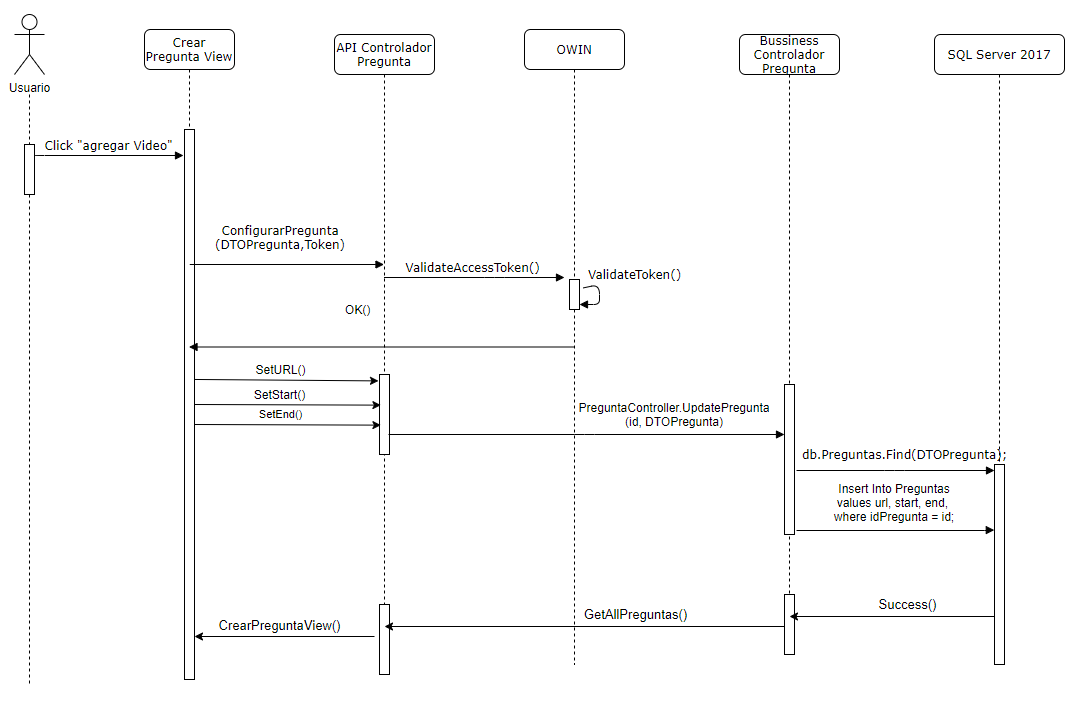 Crear
Pregunta View
API Controlador
Pregunta
OWIN
Bussiness
Controlador
Pregunta
SQL Server 2017
Usuario
Click "agregar Video"
ConfigurarPregunta
(DTOPregunta,Token)
ValidateAccessToken()
ValidateToken()
OK()
SetURL()
SetStart()
SetEnd()
PreguntaController.UpdatePregunta
(id, DTOPregunta)
db.Preguntas.Find(DTOPregunta);
Insert Into Preguntas
values url, start, end,
where idPregunta = id;
Success()
GetAllPreguntas()
CrearPreguntaView()